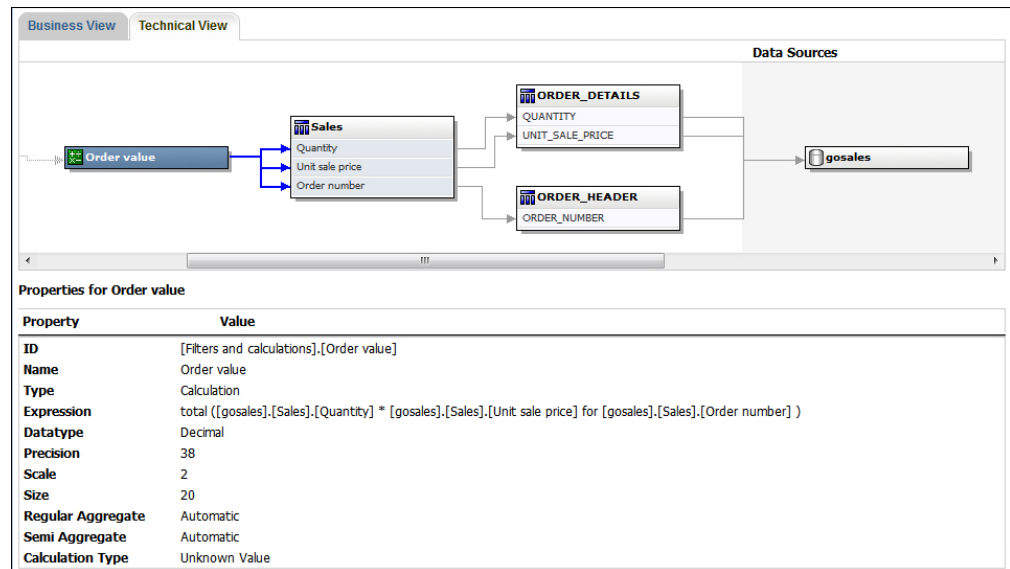 Business View
Technical View
Data Sources
Order value
Sales
Quantity
Unit sale price
Order number
ORDER_DETAILS
QUANTITY
UNIT_SALE_PRICE
ORDER_HEADER
ORDER_NUMBER
gosales
Properties for Order value
Property Value
ID [Filters and calculations].[Order value]
Name Order value
Type Calculation
Expression total ([gosales].[Sales].[Quantity] * [gosales].[Sales].[Unit sale price] for [gosales].[Sales].[Order number] )
Datatype Decimal
Precision 38
Scale 2
Size 20
Regular Aggregate Automatic
Semi Aggregate Automatic
Calculation Type Unknown Value